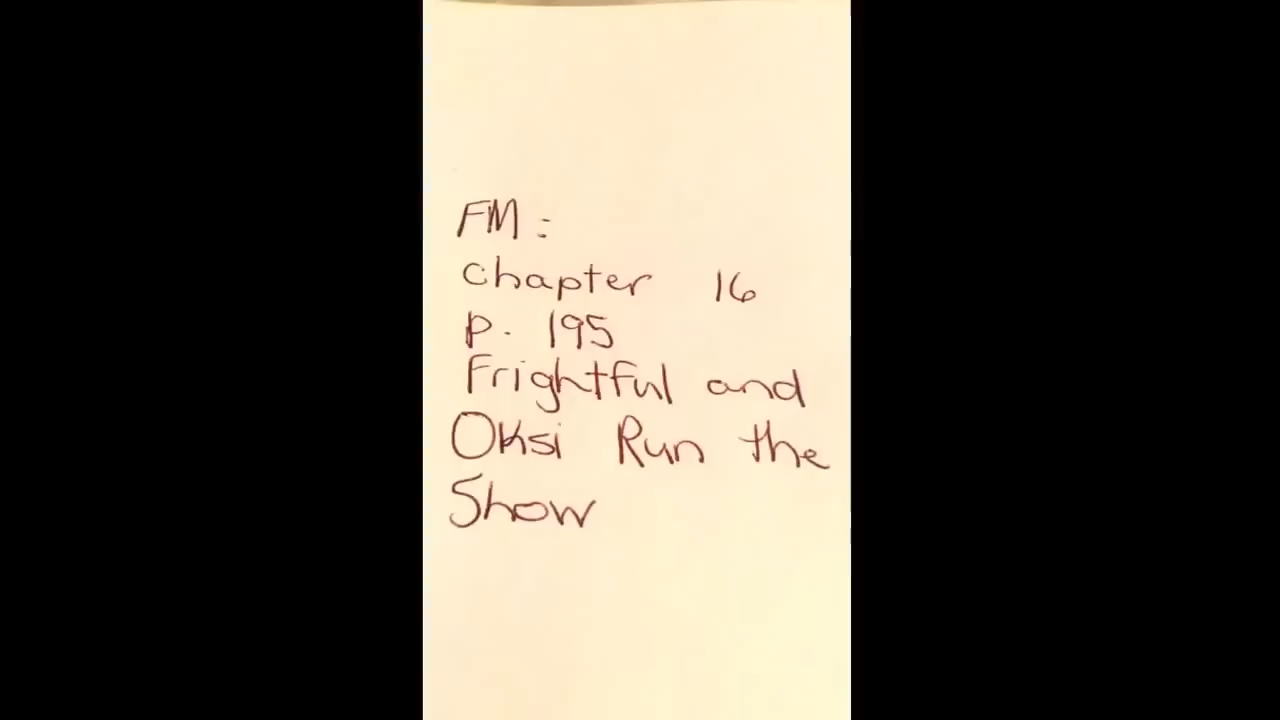 FM:
chapter 16
p. 195
Frightful and
Oksi Run the
Show